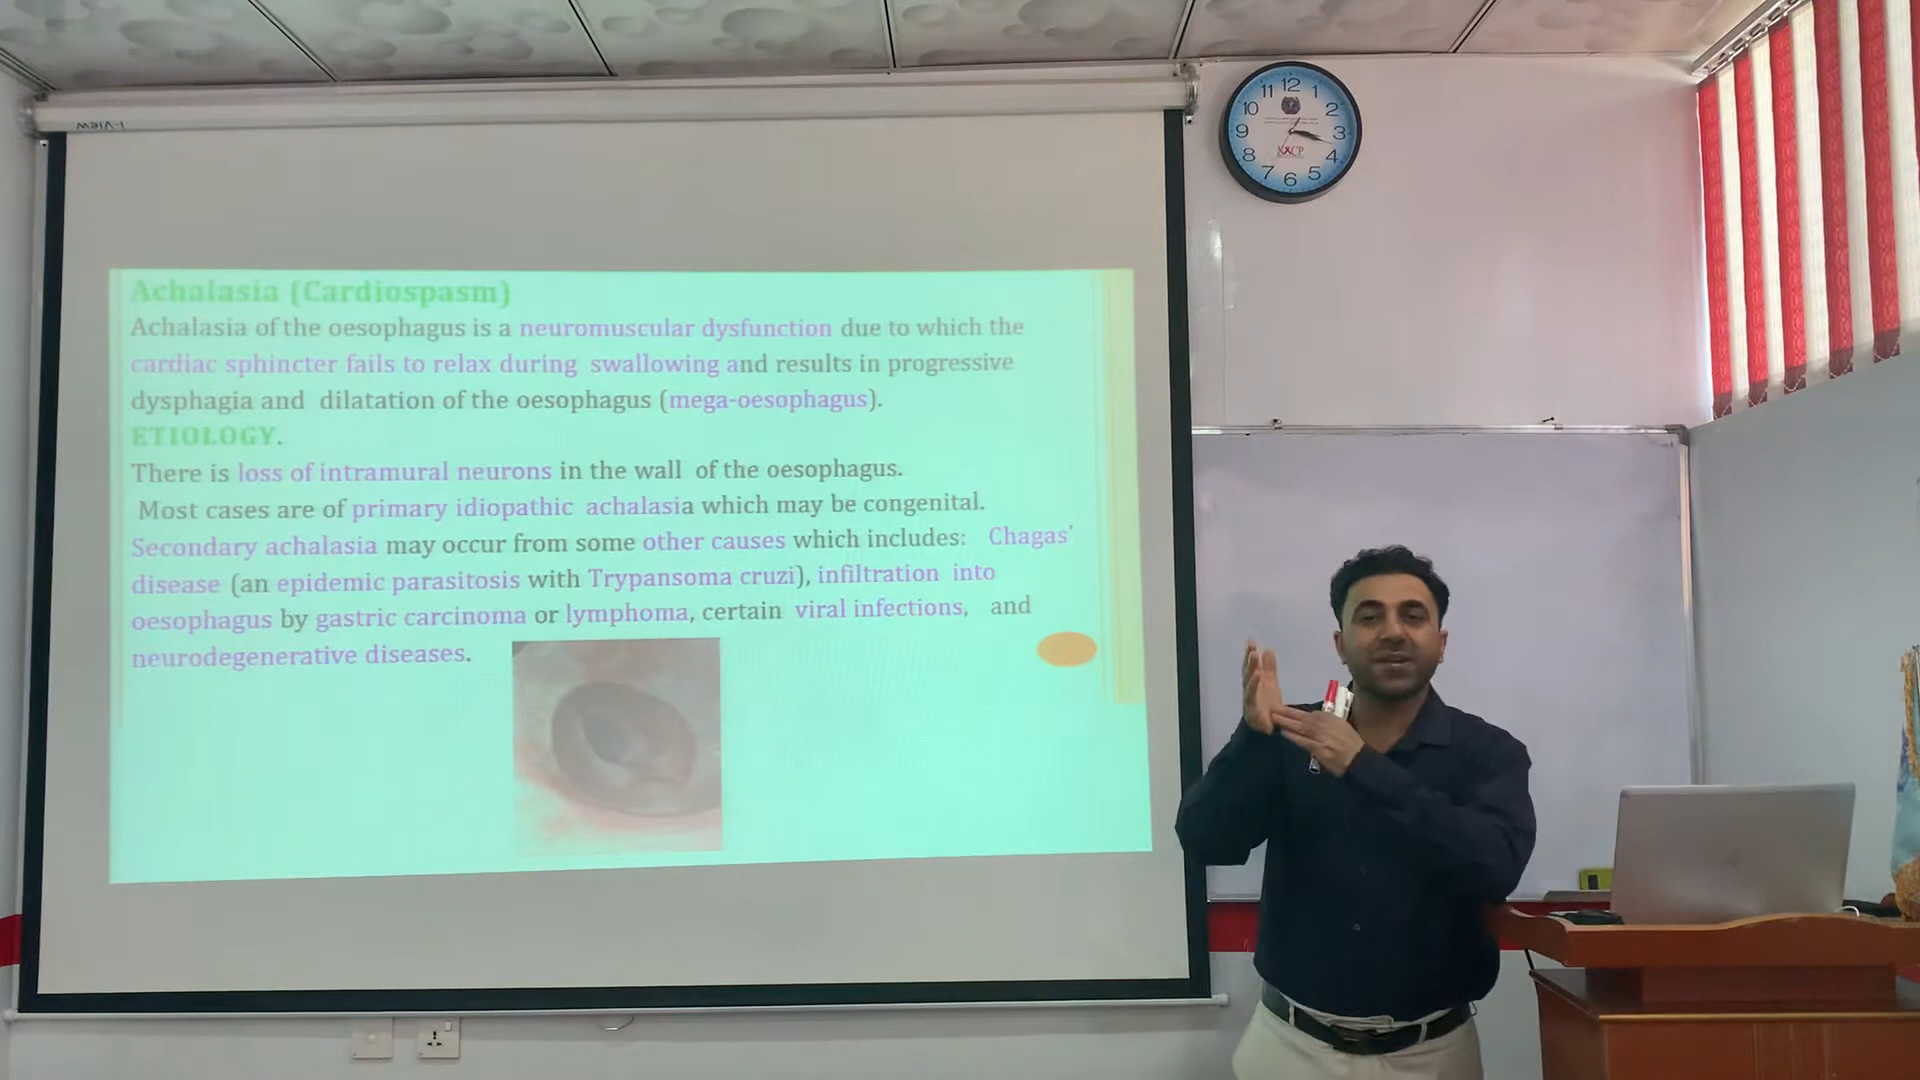 I-VIEW
Achalasia (Cardiospasm)
Achalasia of the oesophagus is a neuromuscular dysfunction due to which the
cardiac sphincter fails to relax during swallowing and results in progressive
dysphagia and dilatation of the oesophagus (mega-oesophagus).
ETIOLOGY.
There is loss of intramural neurons in the wall of the oesophagus.
Most cases are of primary idiopathic achalasia which may be congenital.
Secondary achalasia may occur from some other causes which includes: Chagas'
disease (an epidemic parasitosis with Trypansoma cruzi), infiltration into
oesophagus by gastric carcinoma or lymphoma, certain viral infections, and
neurodegenerative diseases.
12
1
2
3
4
5
6
7
8
9
10
11
NACP